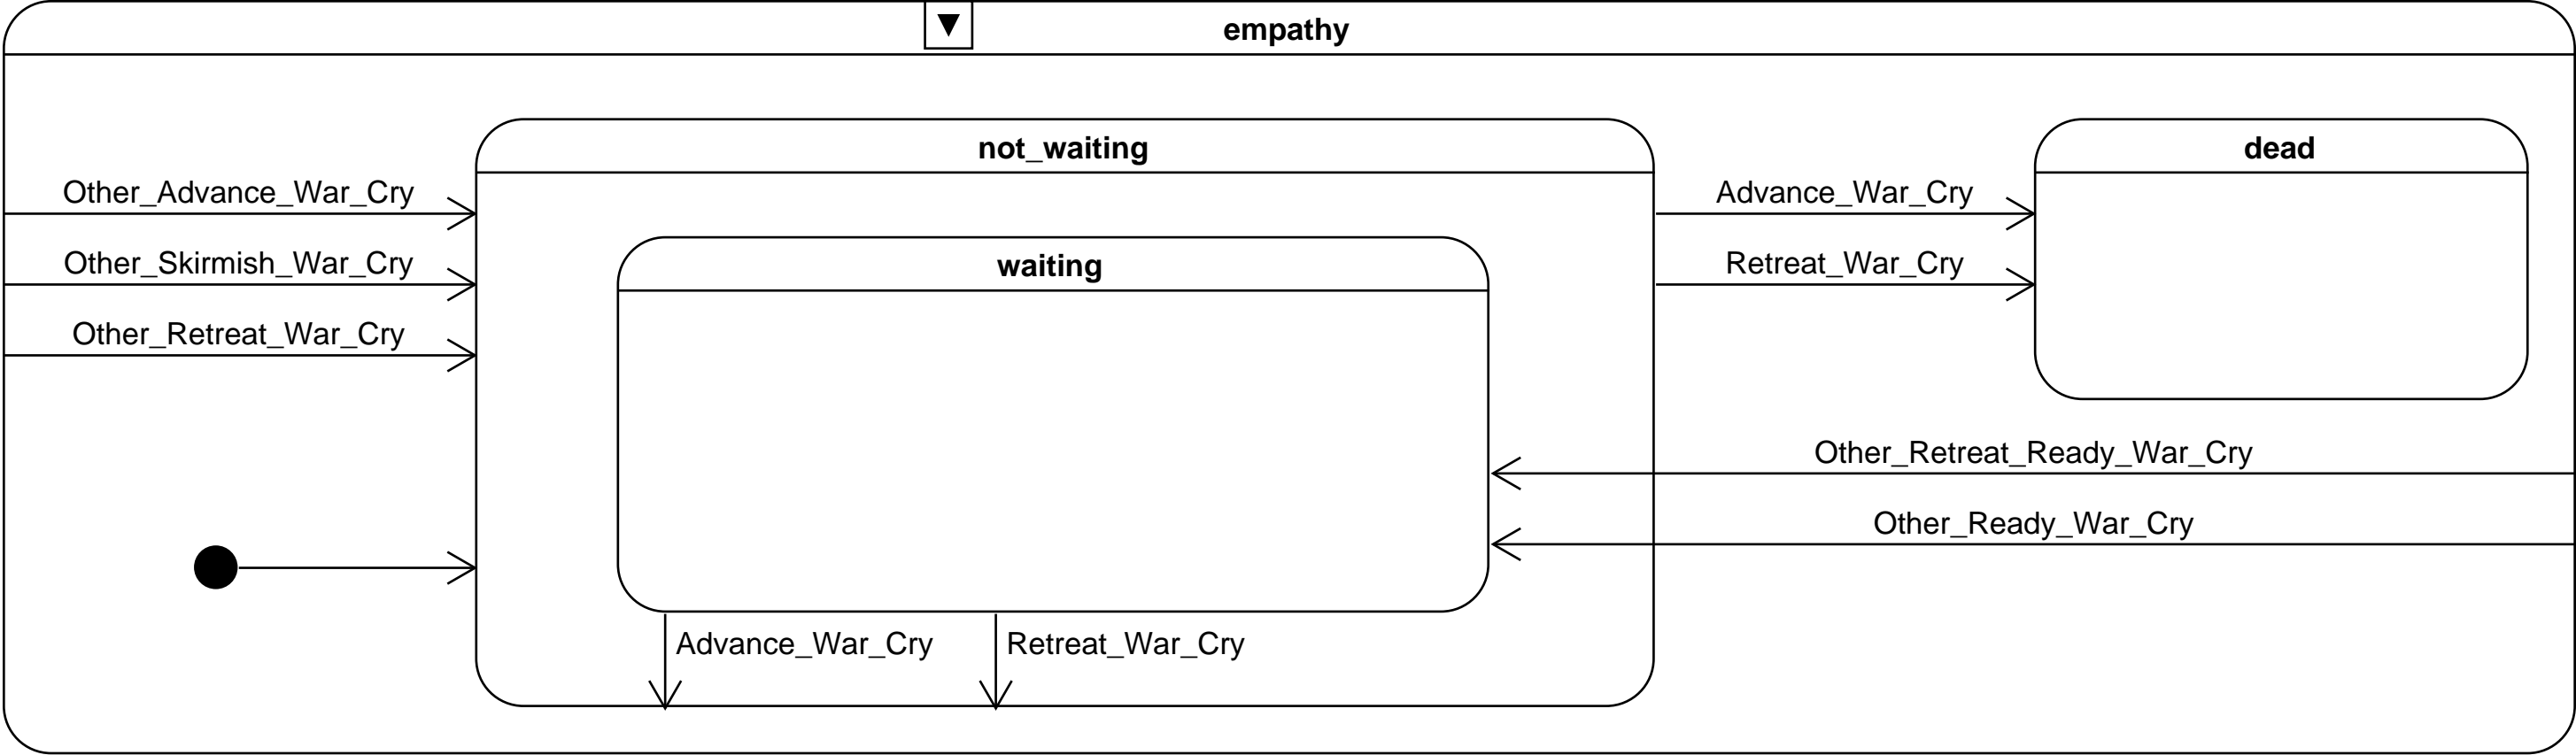 empathy
not_waiting
dead
Other_Advance_War_Cry
Advance_War_Cry
Other_Skirmish_War_Cry
waiting
Retreat_War_Cry
Other_Retreat_War_Cry
Other_Retreat_Ready_War_Cry
Other_Ready_War_Cry
Advance_War_Cry
Retreat_War_Cry